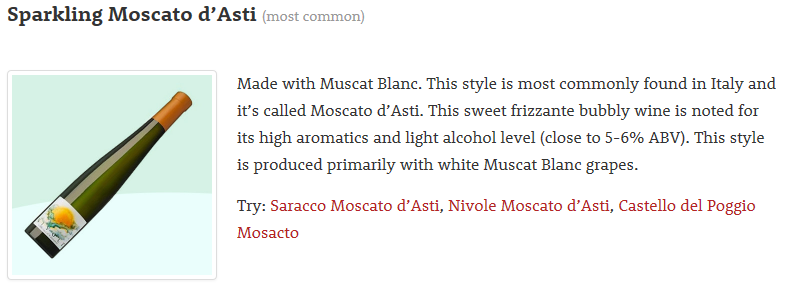 Sparkling Moscato d’Asti (most common)
Made with Muscat Blanc. This style is most commonly found in Italy and
it’s called Moscato d’Asti. This sweet frizzante bubbly wine is noted for
its high aromatics and light alcohol level (close to 5-6% ABV). This style
is produced primarily with white Muscat Blanc grapes.
Try: Saracco Moscato d’Asti, Nivole Moscato d’Asti, Castello del Poggio
Mosacto